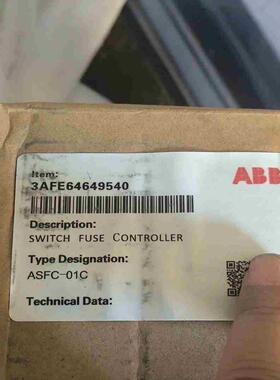 Item:
3AFE64649540
ABB
Description:
SWITCH FUSE CONTROLLER
Type Designation:
ASFC-01C
Technical Data: